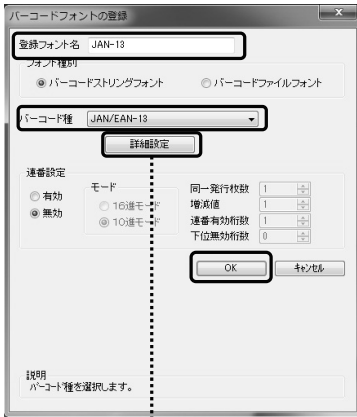 バーコードフォントの登録
登録フォント名 JAN-13
フォント種別
バーコードストリングフォント バーコードファイルフォント
バーコード種 JAN/EAN-13
詳細設定
連番設定
有効
無効
モード
16進モード
10進モード
同一発行枚数 1
増減値 1
連番有効桁数 1
下位無効桁数 0
OK キャンセル
説明
バーコード種を選択します。